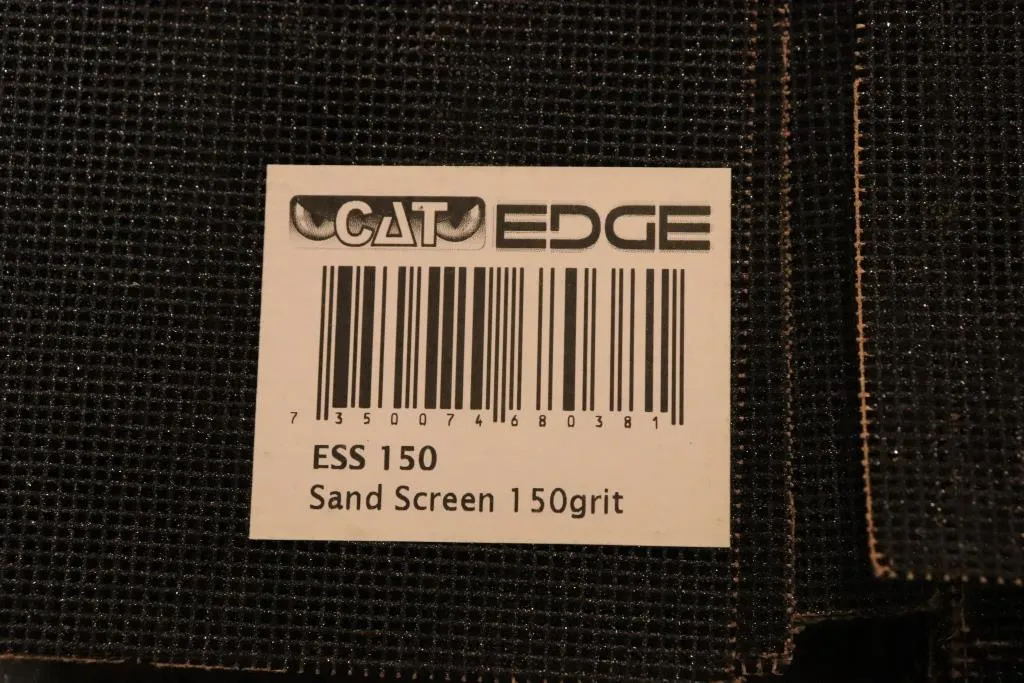 CAT EDGE
7 350074 680381
ESS 150
Sand Screen 150grit